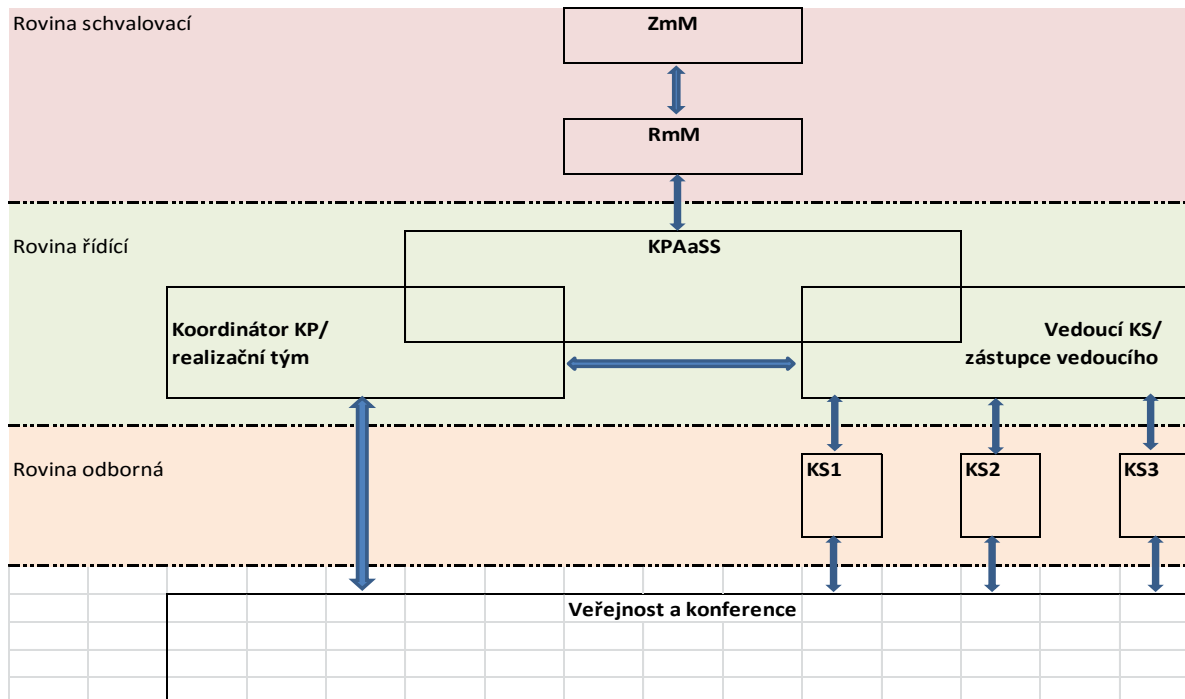 Rovina schvalovací
ZmM
RmM
Rovina řídící
KPAaSS
Koordinátor KP/
realizační tým
Vedoucí KS/
zástupce vedoucího
Rovina odborná
KS1
KS2
KS3
Veřejnost a konference